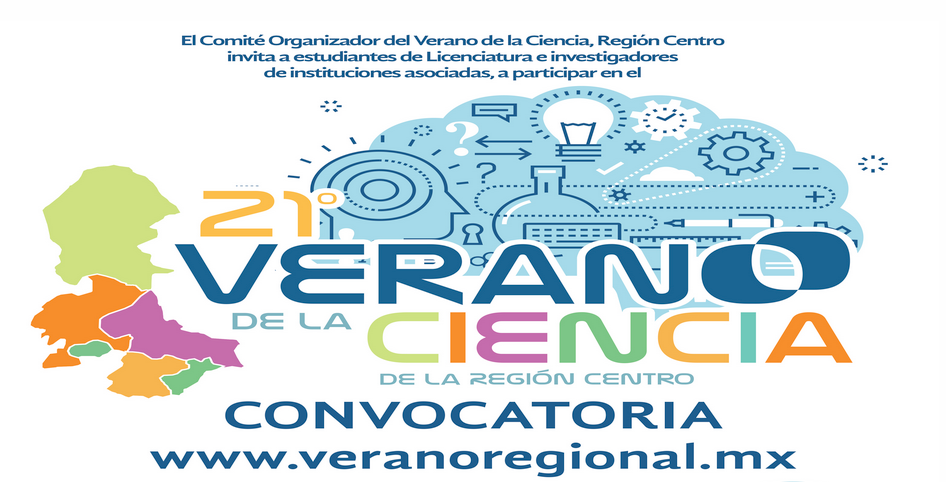 El Comité Organizador del Verano de la Ciencia, Región Centro
invita a estudiantes de Licenciatura e investigadores
de instituciones asociadas, a participar en el
21º
VERANO
DE LA
CIENCIA
DE LA REGIÓN CENTRO
CONVOCATORIA
www.veranoregional.mx